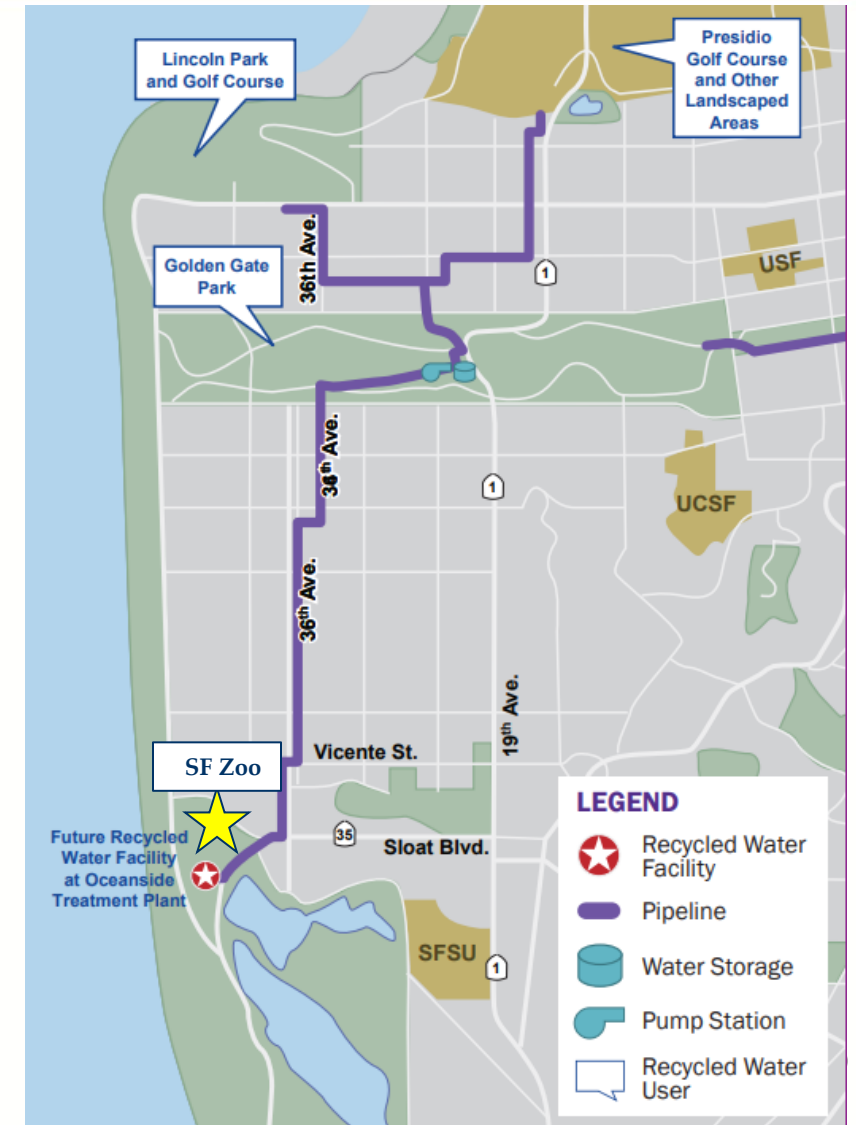 Lincoln Park
and Golf Course
Presidio
Golf Course
and Other
Landscaped
Areas
36th Ave.
Golden Gate
Park
1
USF
Ave.
1
UCSF
36th Ave.
19th Ave.
Vicente St.
SF Zoo
35
Sloat Blvd.
Future Recycled
Water Facility
at Oceanside
Treatment Plant
SFSU
1
LEGEND
Recycled Water
Facility
Pipeline
Water Storage
Pump Station
Recycled Water
User